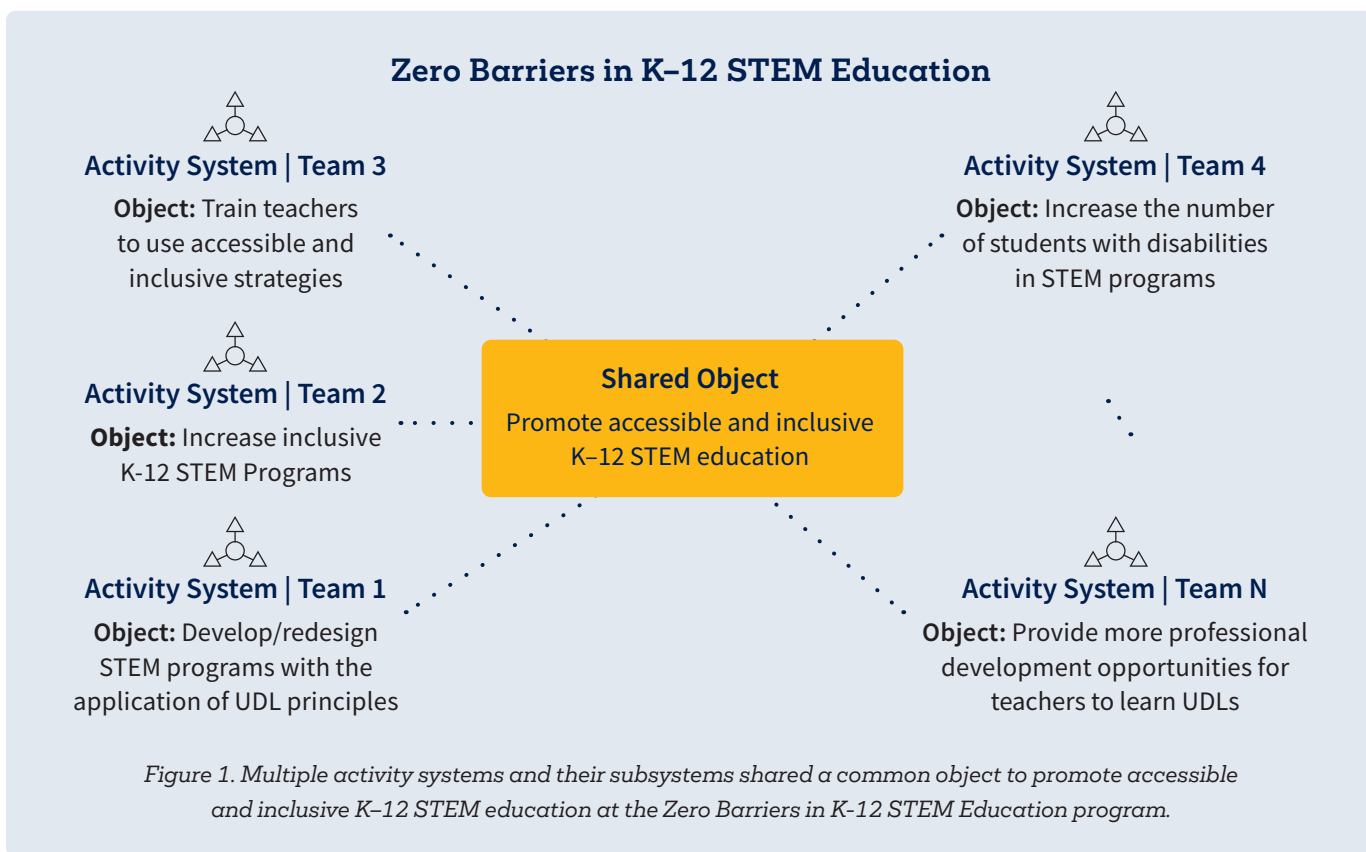 Zero Barriers in K–12 STEM Education
Activity System | Team 3
Object: Train teachers
to use accessible and
inclusive strategies
Activity System | Team 4
Object: Increase the number
of students with disabilities
in STEM programs
Activity System | Team 2
Object: Increase inclusive
K-12 STEM Programs
Shared Object
Promote accessible and inclusive
K–12 STEM education
Activity System | Team 1
Object: Develop/redesign
STEM programs with the
application of UDL principles
Activity System | Team N
Object: Provide more professional
development opportunities for
teachers to learn UDLs
Figure 1. Multiple activity systems and their subsystems shared a common object to promote accessible
and inclusive K–12 STEM education at the Zero Barriers in K-12 STEM Education program.